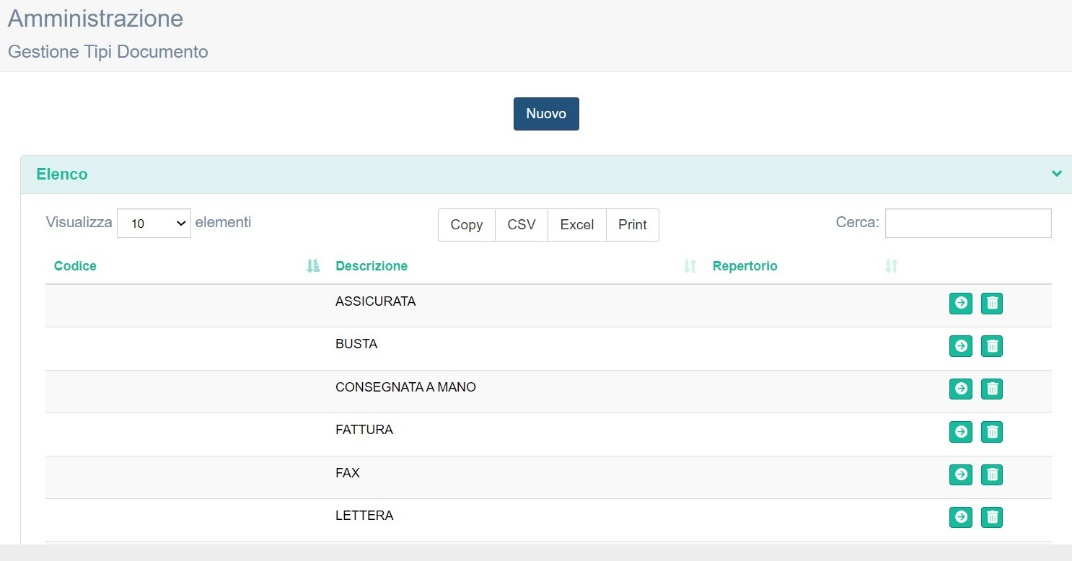 Amministrazione
Gestione Tipi Documento
Nuovo
Elenco
Visualizza 10 elementi Copy CSV Excel Print Cerca:
Codice Descrizione Repertorio
ASSICURATA
BUSTA
CONSEGNATA A MANO
FATTURA
FAX
LETTERA